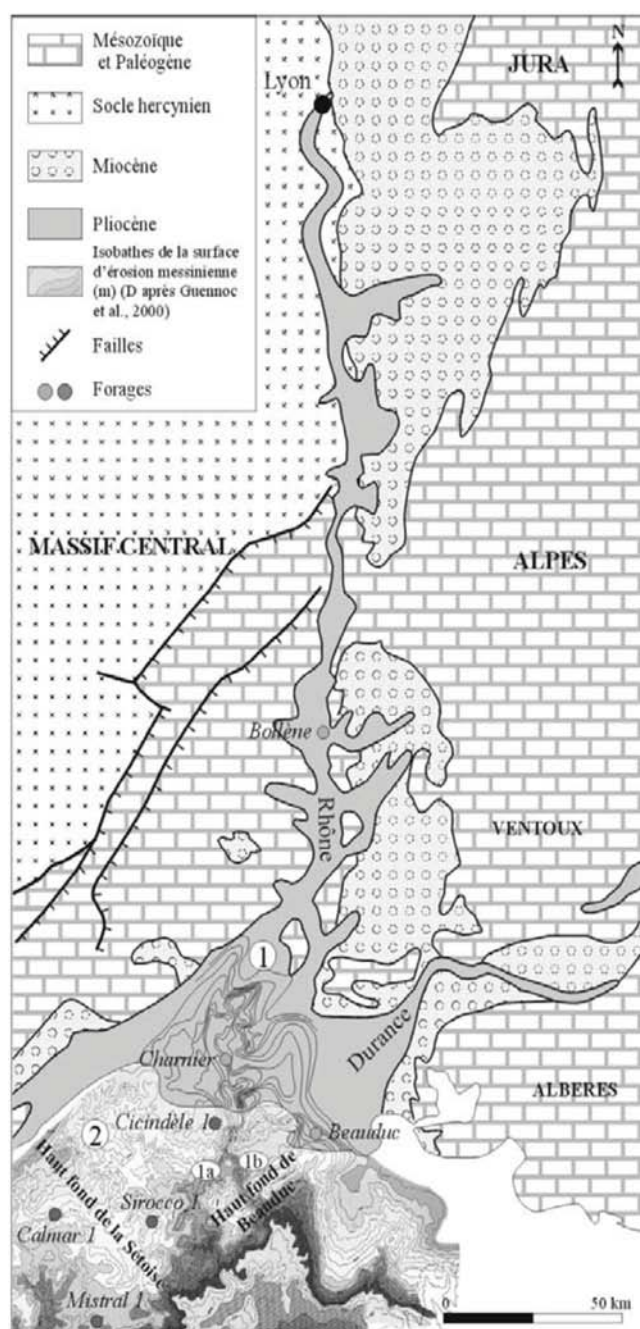 Mésozoïque
et Paléogène
Socle hercynien
Miocène
Pliocène
Isobathes de la surface
d'érosion messinienne
(m) (D après Guennoc
et al., 2000)
Failles
Forages
N
JURA
Lyon
MASSIF CENTRAL
ALPES
Bollène
Rhône
VENTOUX
1
Durance
Charnier
ALBERES
Cicindèle 1
Beauduc
2
1a
1b
Haut fond de
Beauduc
Haut fond de la Sétoise
Sirocco 1
Calmar 1
Mistral 1
0
50 km